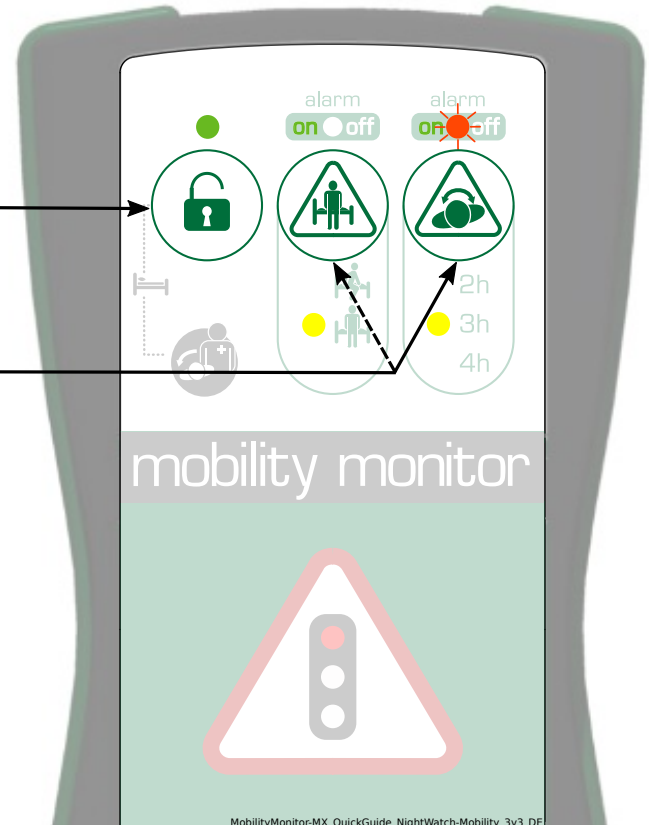 alarm alarm
on off on off
2h
3h
4h
mobility monitor
MobilityMonitor-MX_QuickGuide_NightWatch-Mobility_3v3_DE